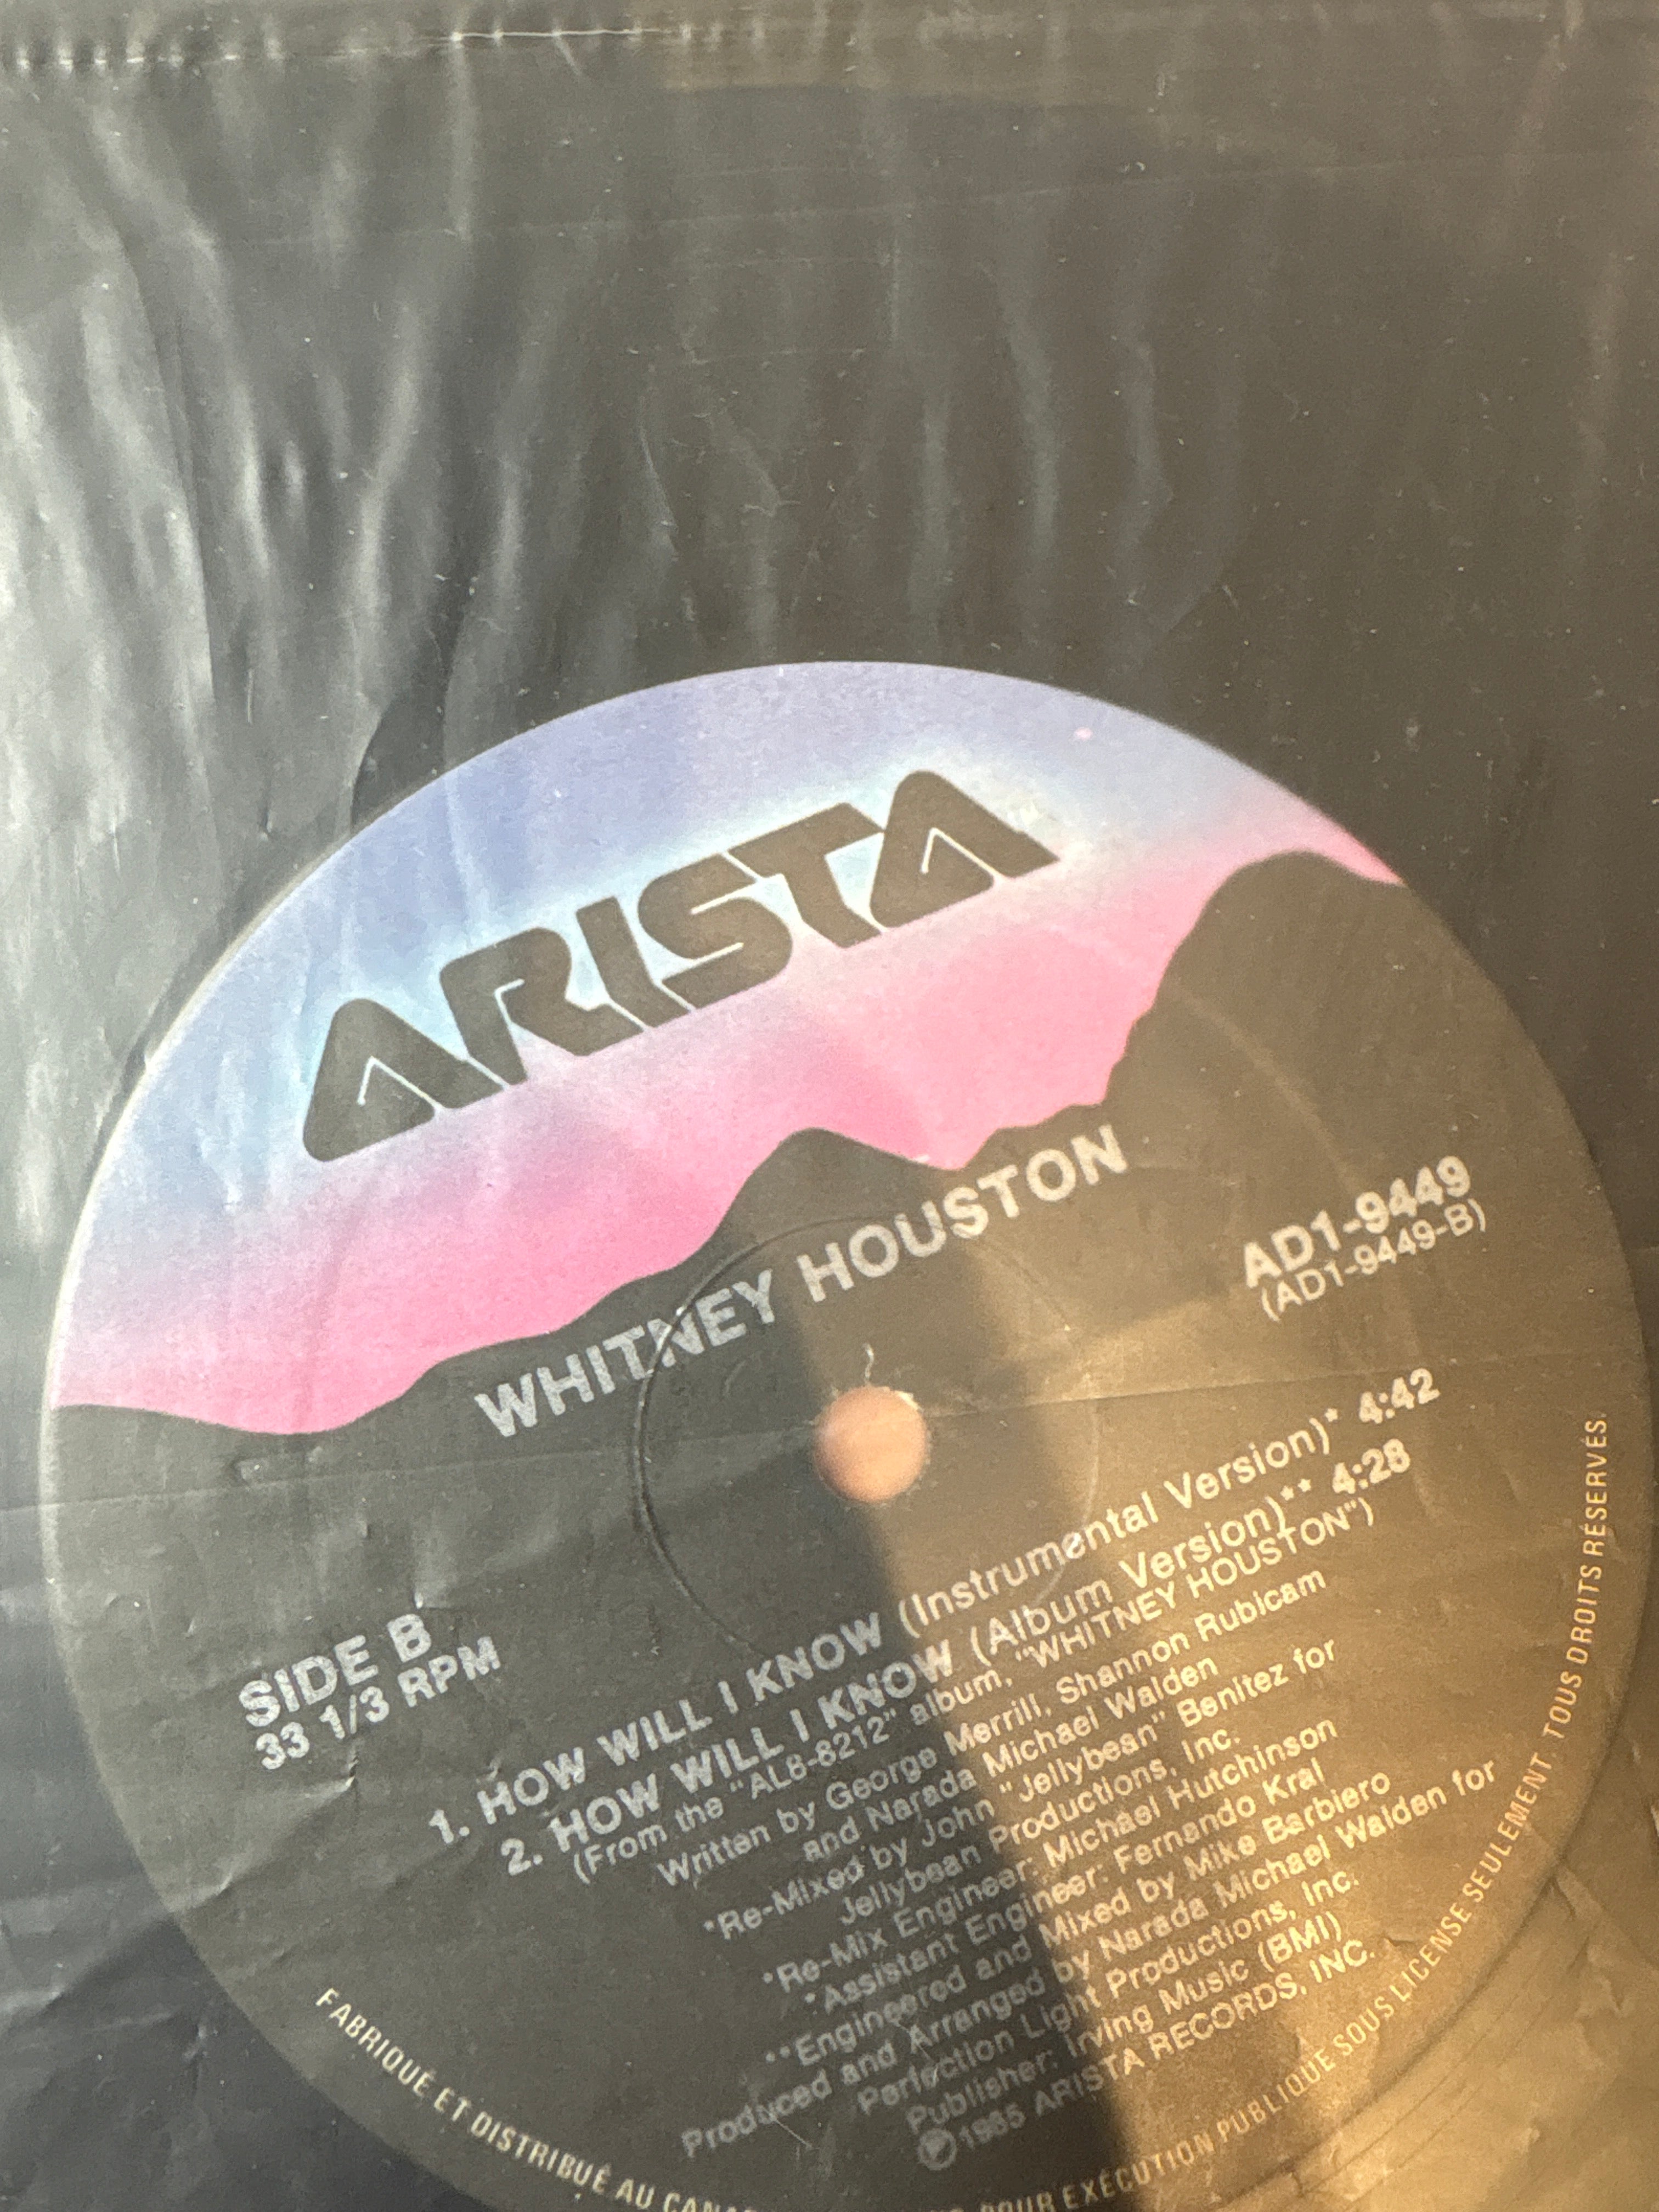 ARISTA
WHITNEY HOUSTON
AD1-9449
(AD1-9449-B)
SIDE B
33 1/3 RPM
1. HOW WILL I KNOW (Instrumental Version)* 4:42
2. HOW WILL I KNOW (Album Version)** 4:28
(From the "AL8-8212" album, "WHITNEY HOUSTON")
Written by George Merrill, Shannon Rubicam
and Narada Michael Walden
*Re-Mixed by John "Jellybean" Benitez for
Jellybean Productions, Inc.
*Re-Mix Engineer: Michael Hutchinson
*Assistant Engineer: Fernando Kral
**Engineered and Mixed by Mike Barbiero
Produced and Arranged by Narada Michael Walden for
Perfection Light Productions, Inc.
Publisher: Irving Music (BMI)
℗1985 ARISTA RECORDS, INC.
FABRIQUÉ ET DISTRIBUÉ AU POUR EXÉCUTION PUBLIQUE SOUS LICENSE SEULEMENT. TOUS DROITS RÉSERVÉS.